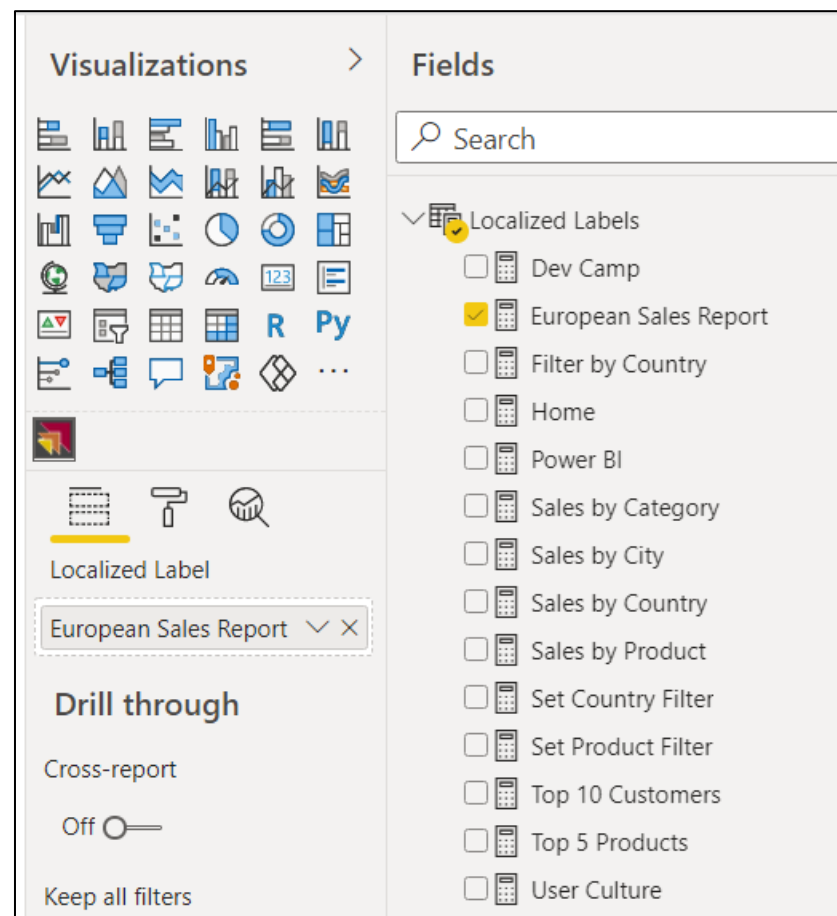 Visualizations
123
R Py
Localized Label
European Sales Report
Drill through
Cross-report
Off
Keep all filters
Fields
Search
Localized Labels
Dev Camp
European Sales Report
Filter by Country
Home
Power BI
Sales by Category
Sales by City
Sales by Country
Sales by Product
Set Country Filter
Set Product Filter
Top 10 Customers
Top 5 Products
User Culture